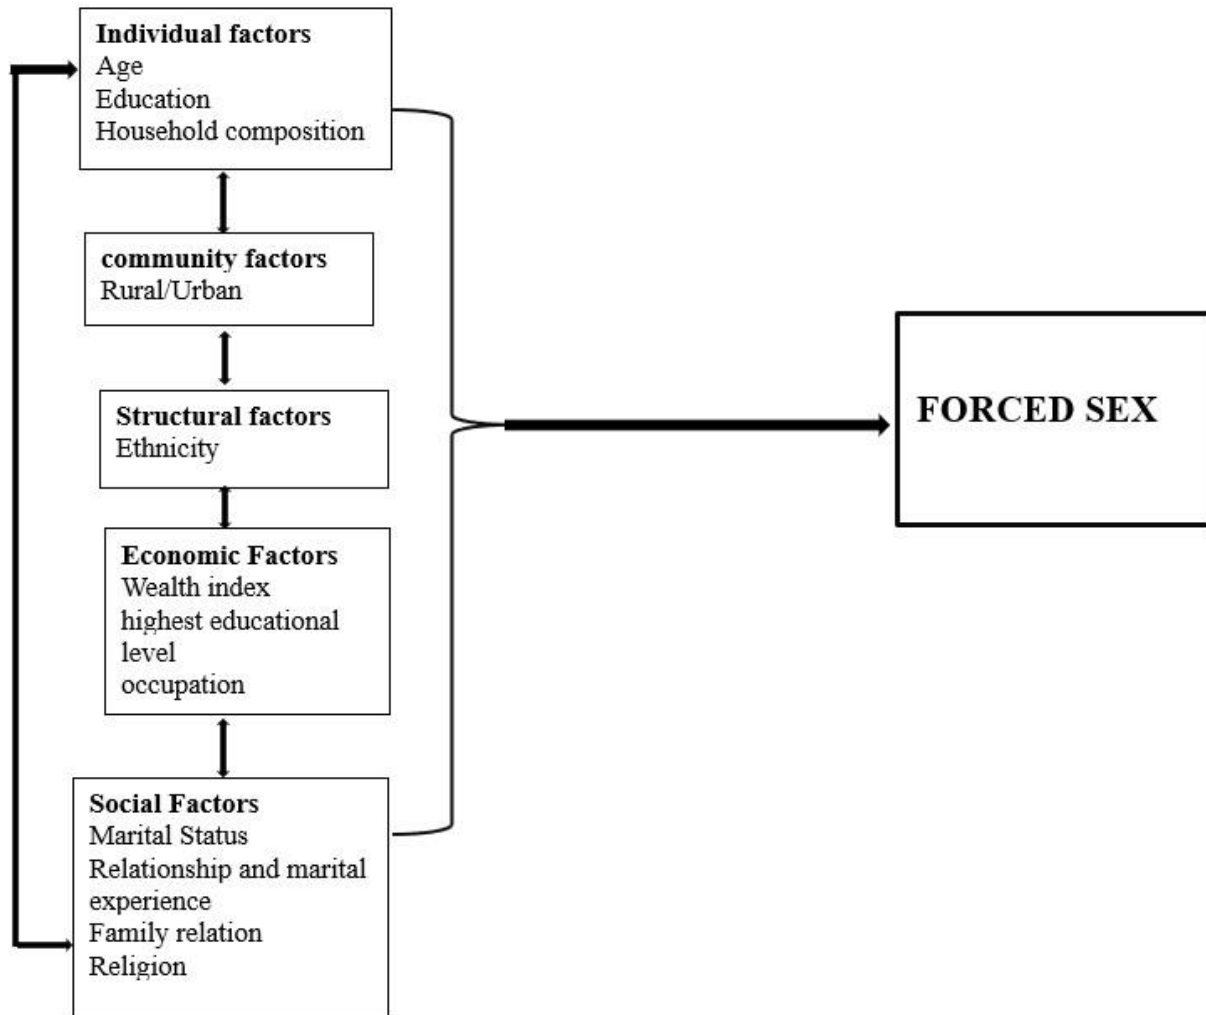 Individual factors
Age
Education
Household composition
community factors
Rural/Urban
Structural factors
Ethnicity
Economic Factors
Wealth index
highest educational
level
occupation
Social Factors
Marital Status
Relationship and marital
experience
Family relation
Religion
FORCED SEX